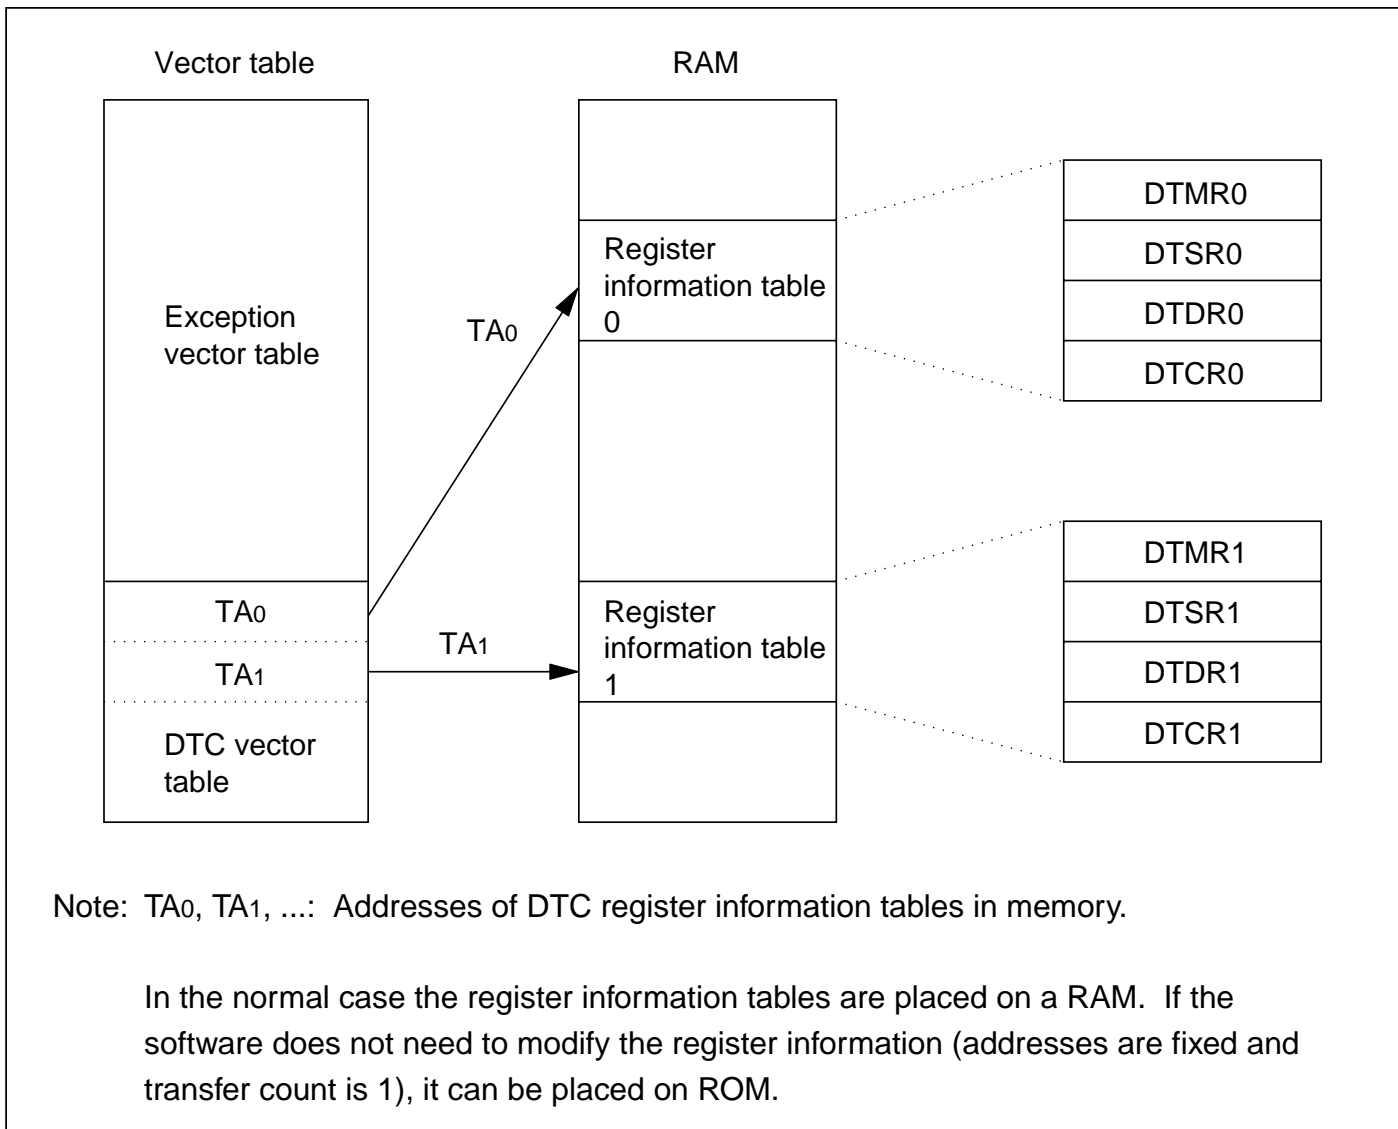 Vector table
RAM
Exception
vector table
TA0
TA1
DTC vector
table
TA0
TA1
Register
information table
0
Register
information table
1
DTMR0
DTSR0
DTDR0
DTCR0
DTMR1
DTSR1
DTDR1
DTCR1
Note: TA0, TA1, ...: Addresses of DTC register information tables in memory.
In the normal case the register information tables are placed on a RAM. If the
software does not need to modify the register information (addresses are fixed and
transfer count is 1), it can be placed on ROM.